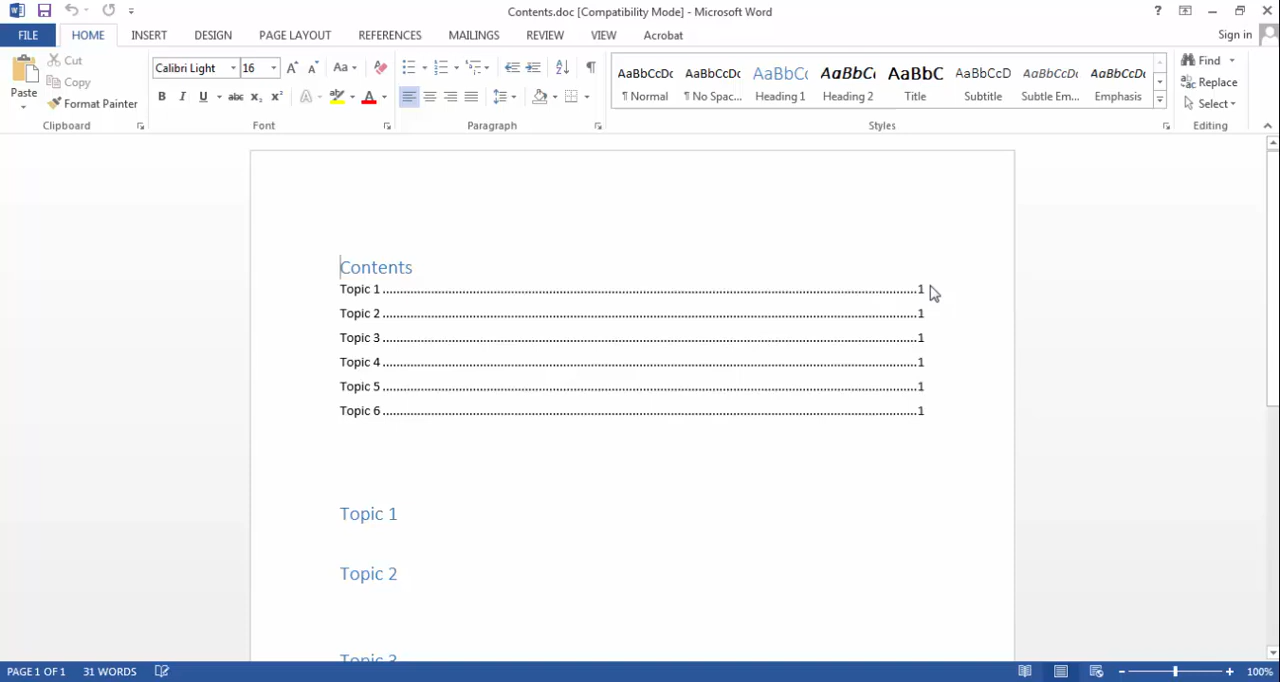 Contents.doc [Compatibility Mode] - Microsoft Word
?
FILE HOME INSERT DESIGN PAGE LAYOUT REFERENCES MAILINGS REVIEW VIEW Acrobat Sign in
Paste
Cut
Copy
Format Painter
Clipboard
Calibri Light 16
Font
Paragraph
AaBbCcDc AaBbCcDc AaBbCc AaBbCc AaBbC AaBbCcD AaBbCcDc AaBbCcDc
¶ Normal ¶ No Spac... Heading 1 Heading 2 Title Subtitle Subtle Em... Emphasis
Styles
Find
Replace
Select
Editing
Contents
Topic 1 ........ 1
Topic 2 ........ 1
Topic 3 ........ 1
Topic 4 ........ 1
Topic 5 ........ 1
Topic 6 ........ 1
Topic 1
Topic 2
Topic 3
PAGE 1 OF 1 31 WORDS 100%